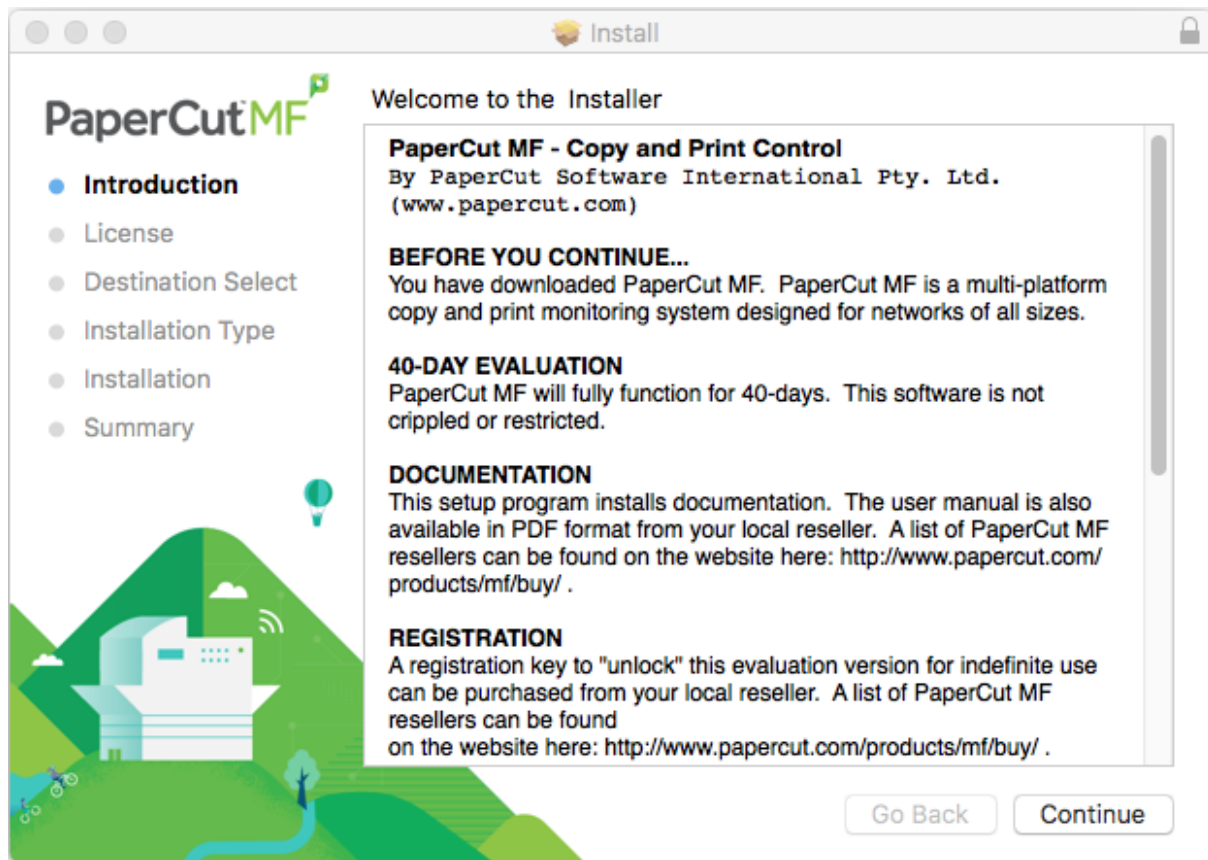 Install
PaperCut MF
Introduction
License
Destination Select
Installation Type
Installation
Summary
Welcome to the Installer
PaperCut MF - Copy and Print Control
By PaperCut Software International Pty. Ltd.
(www.papercut.com)
BEFORE YOU CONTINUE...
You have downloaded PaperCut MF. PaperCut MF is a multi-platform
copy and print monitoring system designed for networks of all sizes.
40-DAY EVALUATION
PaperCut MF will fully function for 40-days. This software is not
crippled or restricted.
DOCUMENTATION
This setup program installs documentation. The user manual is also
available in PDF format from your local reseller. A list of PaperCut MF
resellers can be found on the website here: http://www.papercut.com/
products/mf/buy/ .
REGISTRATION
A registration key to "unlock" this evaluation version for indefinite use
can be purchased from your local reseller. A list of PaperCut MF
resellers can be found
on the website here: http://www.papercut.com/products/mf/buy/ .
Go Back
Continue